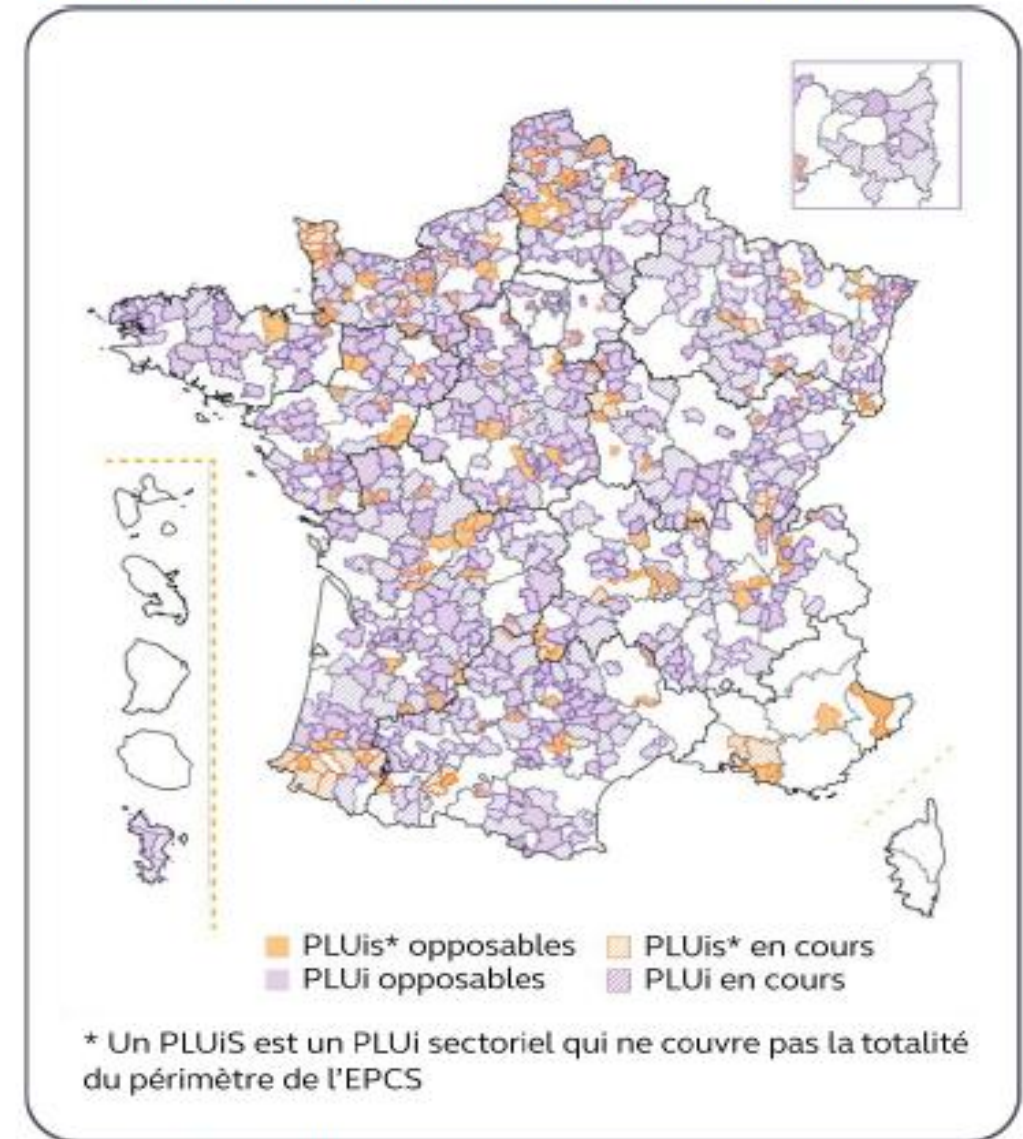 PLUis* opposables PLUis* en cours
PLUi opposables PLUi en cours
* Un PLUiS est un PLUi sectoriel qui ne couvre pas la totalité
du périmètre de l'EPCS